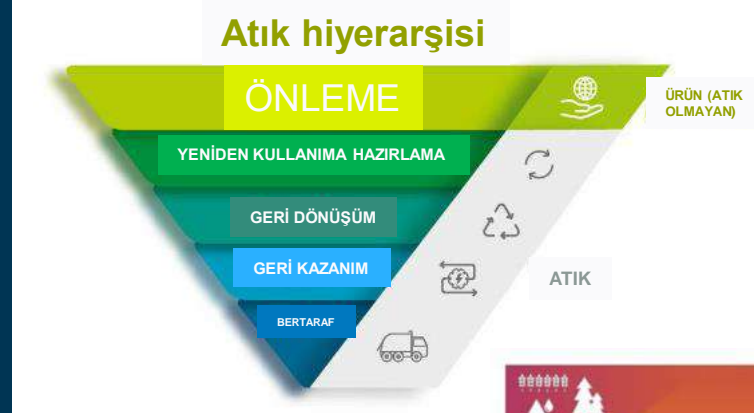 Atık hiyerarşisi
ÖNLEME
ÜRÜN (ATIK
OLMAYAN)
YENİDEN KULLANIMA HAZIRLAMA
GERİ DÖNÜŞÜM
GERİ KAZANIM
ATIK
BERTARAF